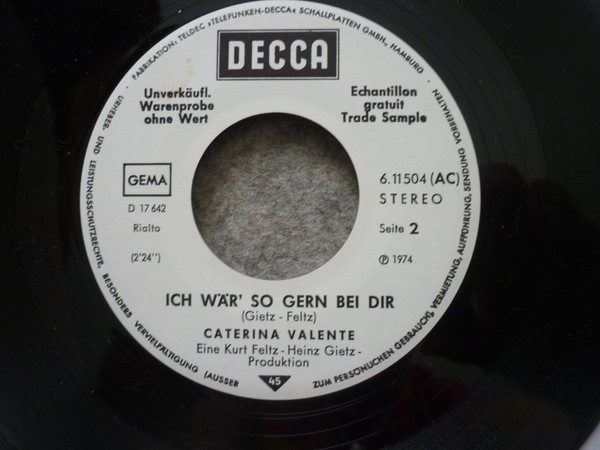 FABRIKATION: TELDEC »TELEFUNKEN-DECCA« SCHALLPLATTEN GMBH., HAMBURG
DECCA
Unverkäufl.
Warenprobe
ohne Wert
Echantillon
gratuit
Trade Sample
GEMA
D 17 642
Rialto
(2'24")
6.11504 (AC)
STEREO
Seite 2
℗ 1974
ICH WÄR' SO GERN BEI DIR
(Gietz - Feltz)
CATERINA VALENTE
Eine Kurt Feltz - Heinz Gietz -
Produktion
45
URHEBER- UND LEISTUNGSSCHUTZRECHTE, BESONDERS VERVIELFÄLTIGUNG (AUSSER ZUM PERSÖNLICHEN GEBRAUCH), VERMIETUNG, AUFFÜHRUNG, SENDUNG VORBEHALTEN